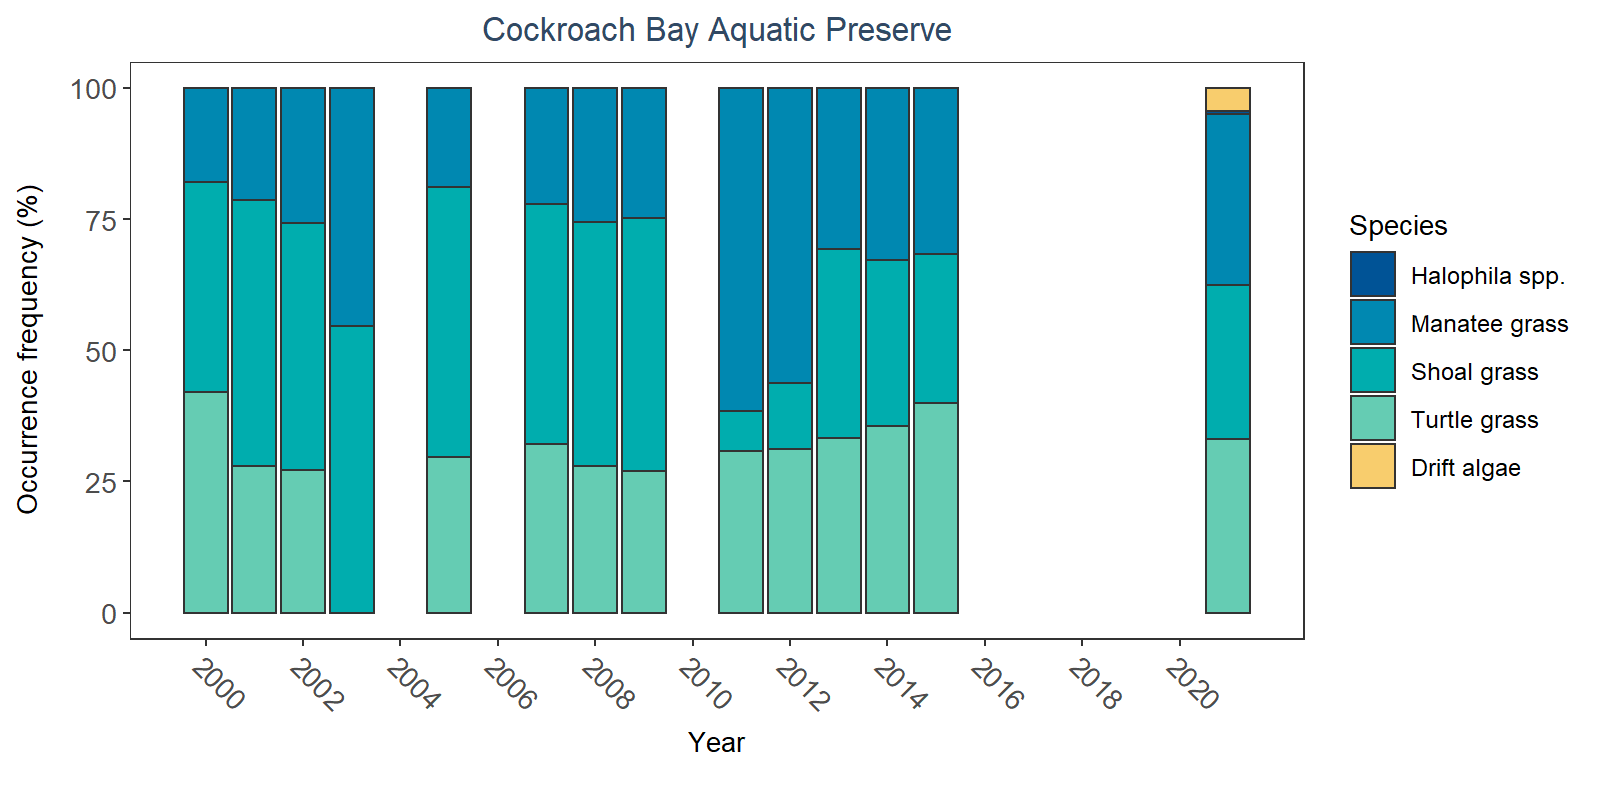 Cockroach Bay Aquatic Preserve
Occurrence frequency (%)
100
75
50
25
0
2000
2002
2004
2006
2008
2010
2012
2014
2016
2018
2020
Year
Species
Halophila spp.
Manatee grass
Shoal grass
Turtle grass
Drift algae